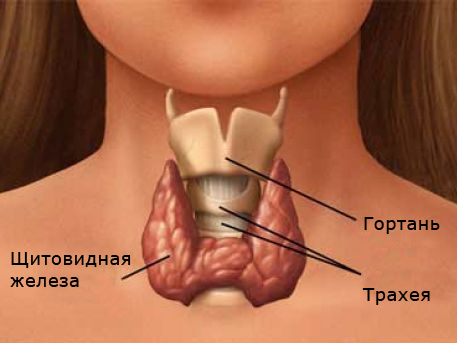 Гортань
Щитовидная
железа
Трахея